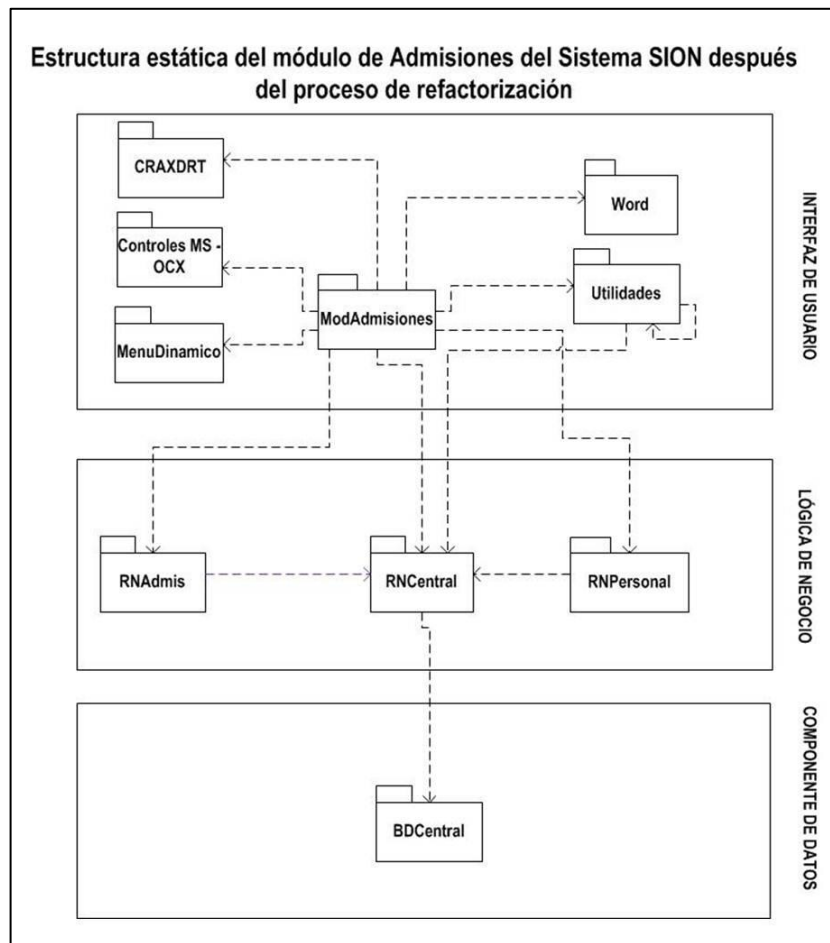 Estructura estática del módulo de Admisiones del Sistema SION después
del proceso de refactorización
CRAXDRT
Word
Controles MS -
OCX
Utilidades
ModAdmisiones
MenuDinamico
INTERFAZ DE USUARIO
RNAdmis
RNCentral
RNPersonal
LÓGICA DE NEGOCIO
BDCentral
COMPONENTE DE DATOS